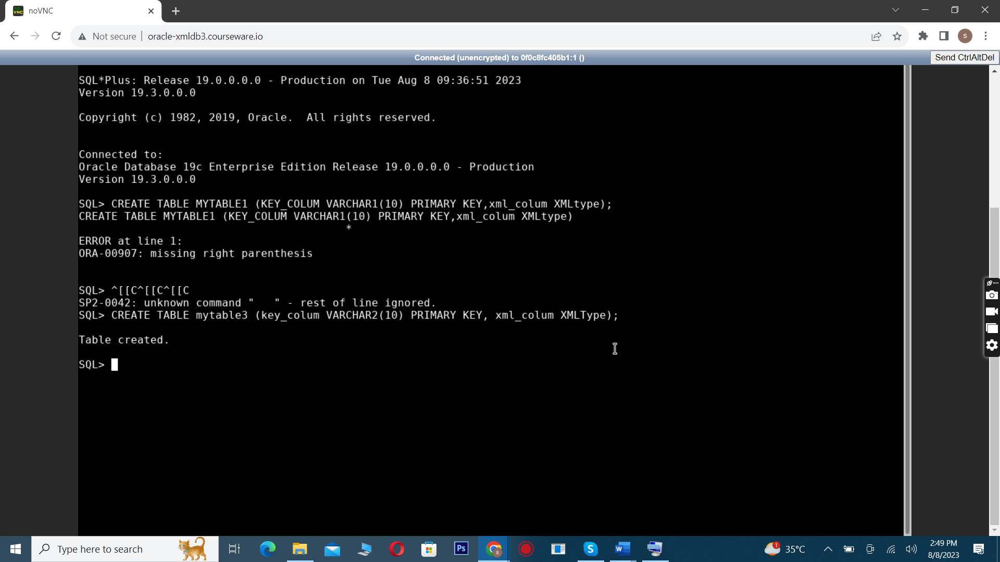 noVNC
Not secure
oracle-xmldb3.courseware.io
S
Connected (unencrypted) to 0f0c8fc405b1:1 ()
Send CtrlAltDel
SQL*Plus: Release 19.0.0.0.0 - Production on Tue Aug 8 09:36:51 2023
Version 19.3.0.0.0
Copyright (c) 1982, 2019, Oracle.  All rights reserved.
Connected to:
Oracle Database 19c Enterprise Edition Release 19.0.0.0.0 - Production
Version 19.3.0.0.0
SQL> CREATE TABLE MYTABLE1 (KEY_COLUM VARCHAR1(10) PRIMARY KEY,xml_colum XMLtype);
CREATE TABLE MYTABLE1 (KEY_COLUM VARCHAR1(10) PRIMARY KEY,xml_colum XMLtype)
*
ERROR at line 1:
ORA-00907: missing right parenthesis
SQL> ^[[C^[[C^[[C
SP2-0042: unknown command "   " - rest of line ignored.
SQL> CREATE TABLE mytable3 (key_colum VARCHAR2(10) PRIMARY KEY, xml_colum XMLType);
Table created.
SQL>
Type here to search
Ps
S
W
1
35°C
2:49 PM
8/8/2023